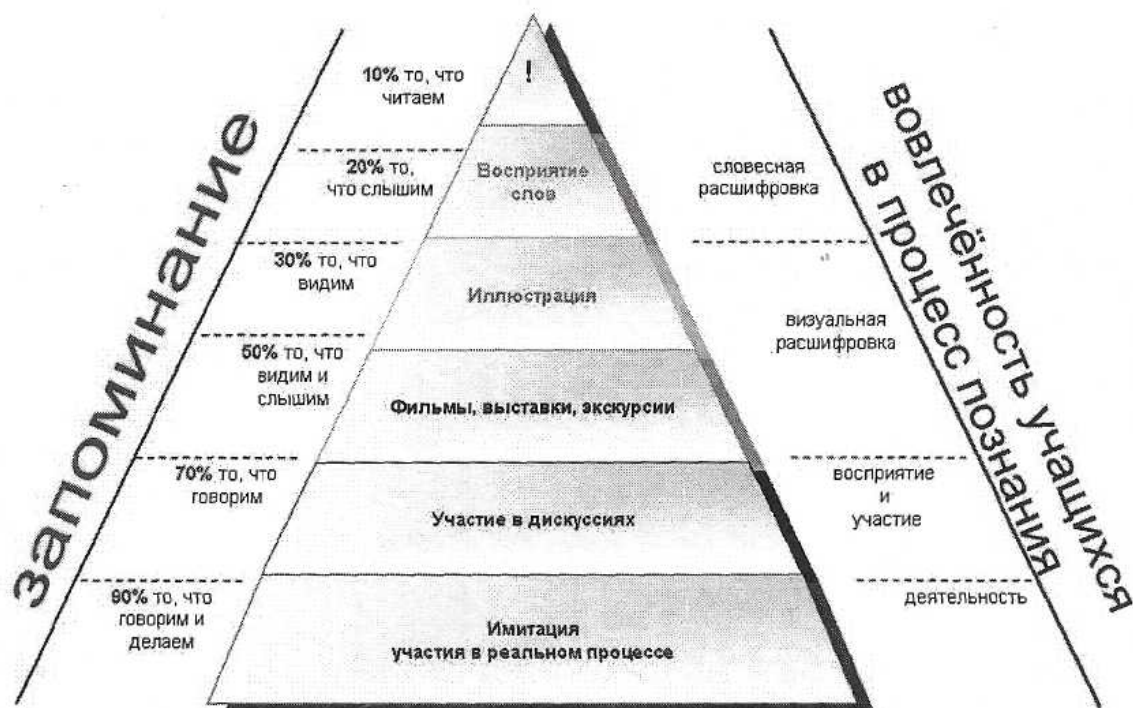 Запоминание
10% то, что
читаем
20% то,
что слышим
30% то, что
видим
50% то, что
видим и
слышим
70% то, что
говорим
90% то, что
говорим и
делаем
!
Восприятие
слов
Иллюстрация
Фильмы, выставки, экскурсии
Участие в дискуссиях
Имитация
участия в реальном процессе
словесная
расшифровка
визуальная
расшифровка
восприятие
и
участие
деятельность
вовлечённость учащихся
в процесс познания